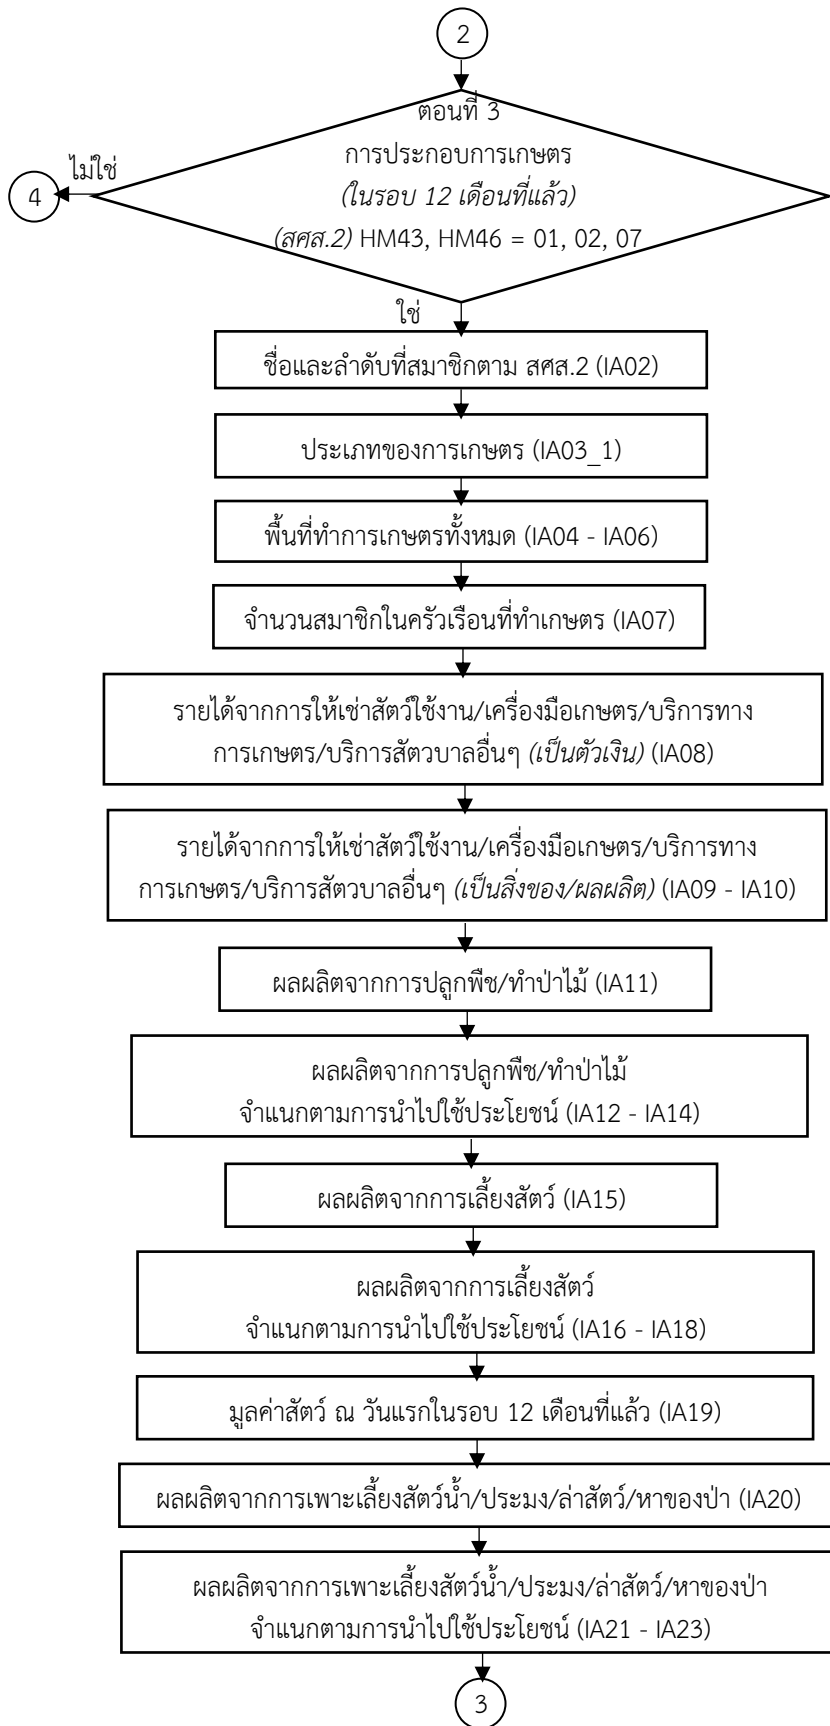 2
ตอนที่ 3
การประกอบการเกษตร
(ในรอบ 12 เดือนที่แล้ว)
(สศส.2) HM43, HM46 = 01, 02, 07
ไม่ใช่
4
ใช่
ชื่อและลำดับที่สมาชิกตาม สศส.2 (IA02)
ประเภทของการเกษตร (IA03_1)
พื้นที่ทำการเกษตรทั้งหมด (IA04 - IA06)
จำนวนสมาชิกในครัวเรือนที่ทำเกษตร (IA07)
รายได้จากการให้เช่าสัตว์ใช้งาน/เครื่องมือเกษตร/บริการทาง
การเกษตร/บริการสัตวบาลอื่นๆ (เป็นตัวเงิน) (IA08)
รายได้จากการให้เช่าสัตว์ใช้งาน/เครื่องมือเกษตร/บริการทาง
การเกษตร/บริการสัตวบาลอื่นๆ (เป็นสิ่งของ/ผลผลิต) (IA09 - IA10)
ผลผลิตจากการปลูกพืช/ทำป่าไม้ (IA11)
ผลผลิตจากการปลูกพืช/ทำป่าไม้
จำแนกตามการนำไปใช้ประโยชน์ (IA12 - IA14)
ผลผลิตจากการเลี้ยงสัตว์ (IA15)
ผลผลิตจากการเลี้ยงสัตว์
จำแนกตามการนำไปใช้ประโยชน์ (IA16 - IA18)
มูลค่าสัตว์ ณ วันแรกในรอบ 12 เดือนที่แล้ว (IA19)
ผลผลิตจากการเพาะเลี้ยงสัตว์น้ำ/ประมง/ล่าสัตว์/หาของป่า (IA20)
ผลผลิตจากการเพาะเลี้ยงสัตว์น้ำ/ประมง/ล่าสัตว์/หาของป่า
จำแนกตามการนำไปใช้ประโยชน์ (IA21 - IA23)
3